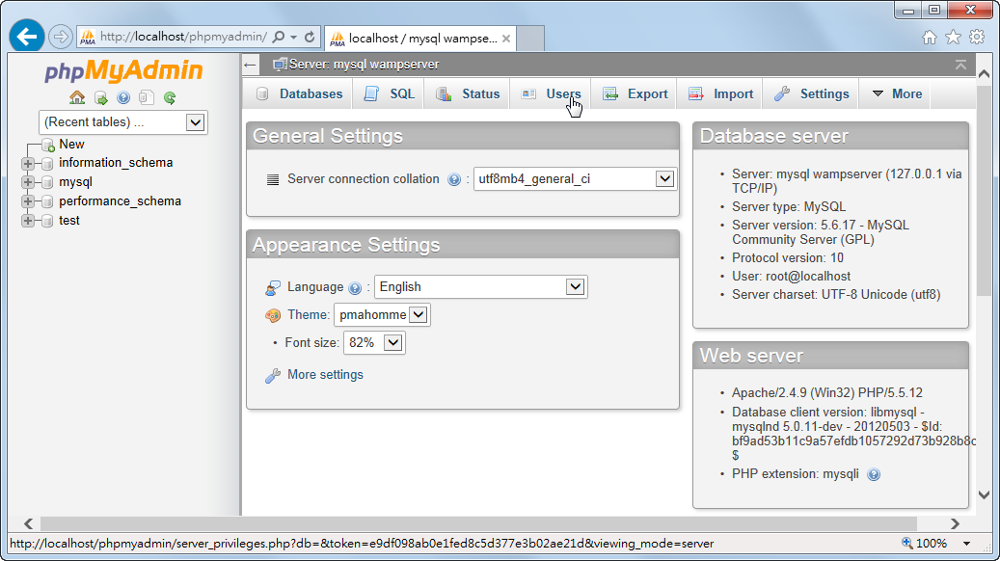 http://localhost/phpmyadmin/
localhost / mysql wampse...
phpMyAdmin
(Recent tables) ...
New
information_schema
mysql
performance_schema
test
Server: mysql wampserver
Databases
SQL
Status
Users
Export
Import
Settings
More
General Settings
Server connection collation
:
utf8mb4_general_ci
Appearance Settings
Language
:
English
Theme:
pmahomme
• Font size:
82%
More settings
Database server
• Server: mysql wampserver (127.0.0.1 via
TCP/IP)
• Server type: MySQL
• Server version: 5.6.17 - MySQL
Community Server (GPL)
• Protocol version: 10
• User: root@localhost
• Server charset: UTF-8 Unicode (utf8)
Web server
• Apache/2.4.9 (Win32) PHP/5.5.12
• Database client version: libmysql -
mysqlnd 5.0.11-dev - 20120503 - $Id:
bf9ad53b11c9a57efdb1057292d73b928b8c
$
• PHP extension: mysqli
http://localhost/phpmyadmin/server_privileges.php?db=&token=e9df098ab0e1fed8c5d377e3b02ae21d&viewing_mode=server
100%